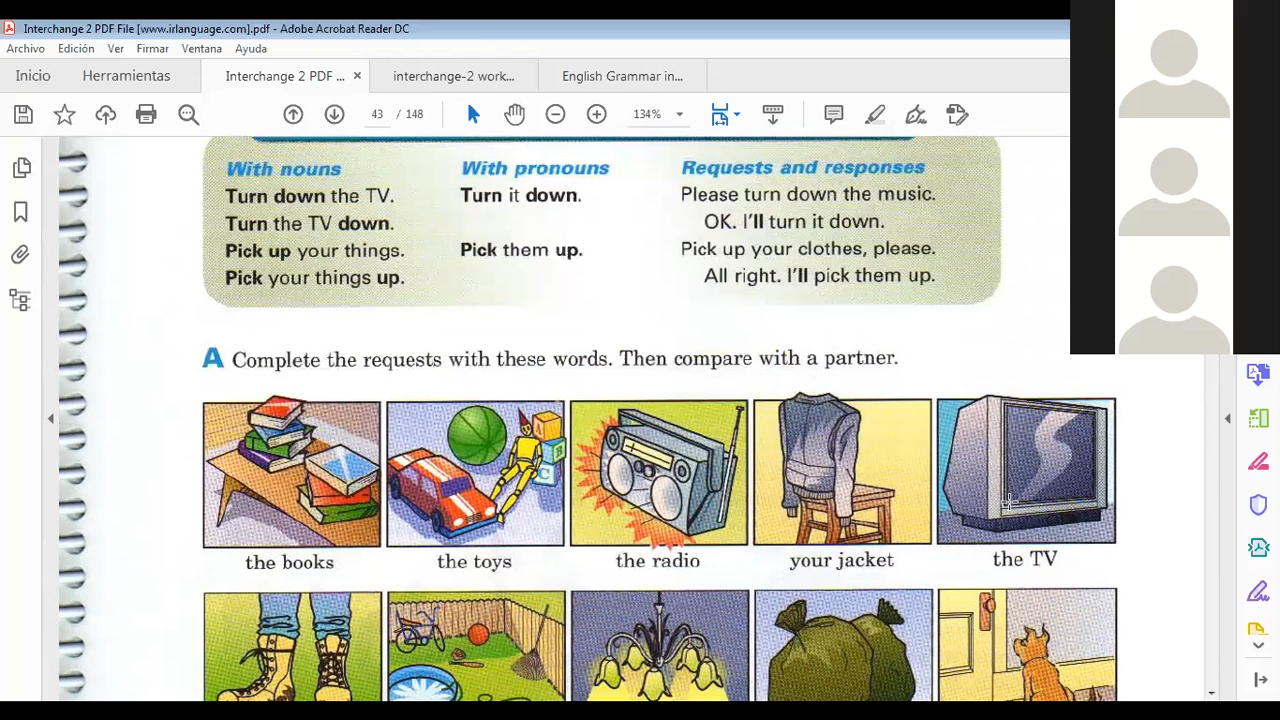 Interchange 2 PDF File [www.irlanguage.com].pdf - Adobe Acrobat Reader DC
Archivo Edición Ver Firmar Ventana Ayuda
Inicio Herramientas Interchange 2 PDF ... × interchange-2 work... English Grammar in...
43 / 148 134%
With nouns With pronouns Requests and responses
Turn down the TV. Turn it down. Please turn down the music.
Turn the TV down. OK. I'll turn it down.
Pick up your things. Pick them up. Pick up your clothes, please.
Pick your things up. All right. I'll pick them up.
A Complete the requests with these words. Then compare with a partner.
the books the toys the radio your jacket the TV